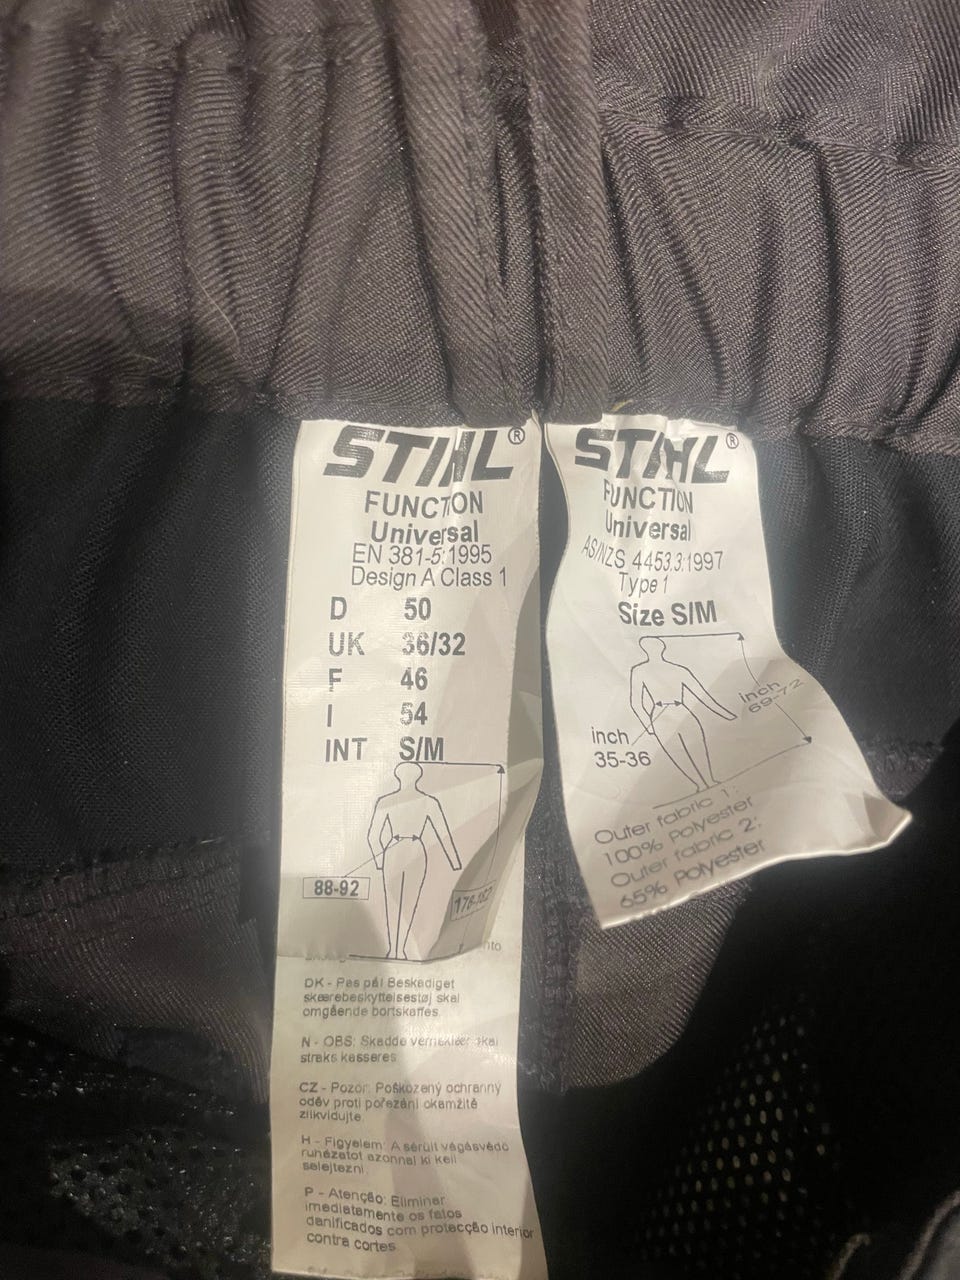 STIHL®
FUNCTION
Universal
EN 381-5:1995
Design A Class 1
D 50
UK 36/32
F 46
I 54
INT S/M
88-92
176-182
DK - Pas på! Beskadiget
skærebeskyttelsestøj skal
omgående bortskaffes.
N - OBS: Skadde verneklær skal
straks kasseres
CZ - Pozor: Poškozený ochranný
oděv proti pořezání okamžitě
zlikvidujte.
H - Figyelem: A sérült vágásvédő
ruházatot azonnal ki kell
selejtezni.
P - Atenção: Eliminar
imediatamente os fatos
danificados com protecção interior
contra cortes.
STIHL®
FUNCTION
Universal
AS/NZS 4453.3:1997
Type 1
Size S/M
inch
69-72
inch
35-36
Outer fabric 1:
100% Polyester
Outer fabric 2:
65% Polyester